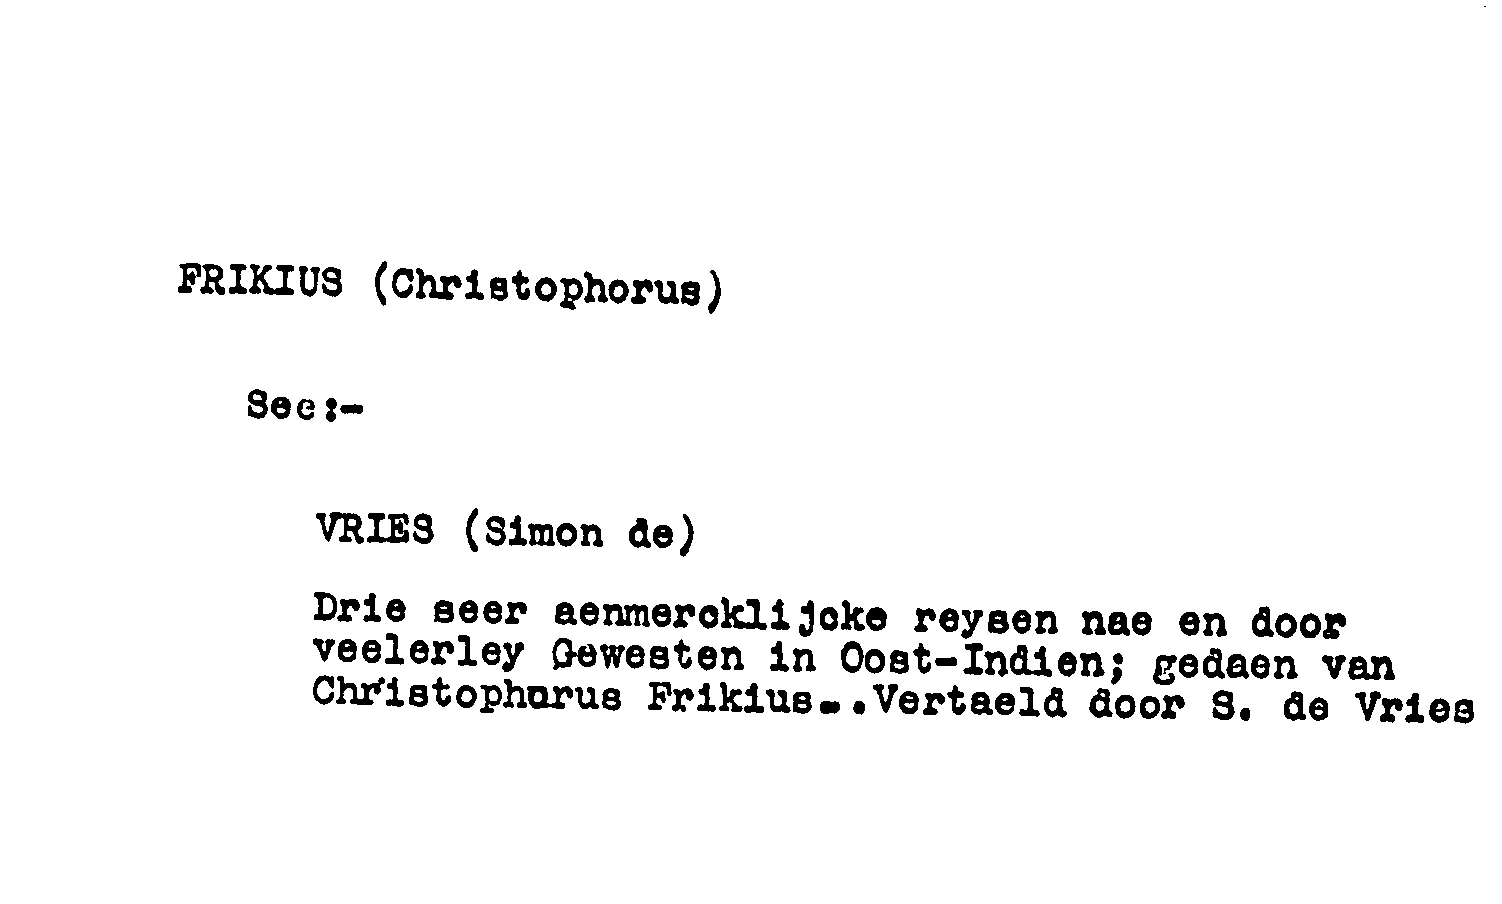 FRIKIUS (Christophorus)
See:-
VRIES (Simon de)
Drie seer aenmercklijcke reysen nae en door
veelerley Gewesten in Oost-Indien; gedaen van
Christophorus Frikius...Vertaeld door S. de Vries